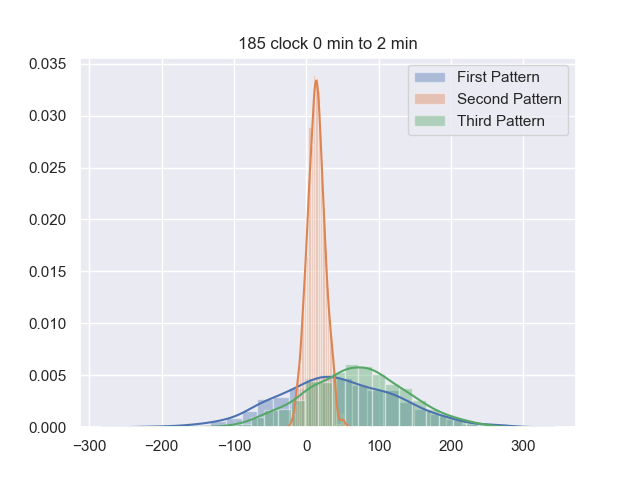 185 clock 0 min to 2 min
0.035
0.030
0.025
0.020
0.015
0.010
0.005
0.000
−300 −200 −100 0 100 200 300
First Pattern
Second Pattern
Third Pattern